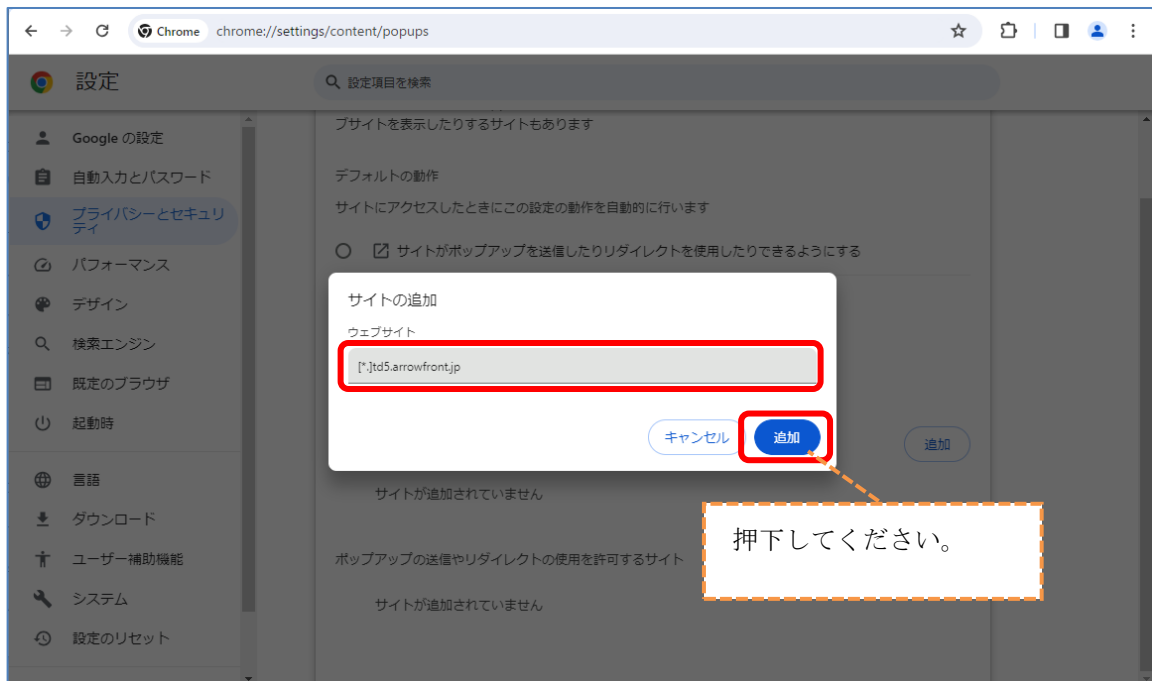 Chrome chrome://settings/content/popups
設定
設定項目を検索
Google の設定
自動入力とパスワード
プライバシーとセキュリ
ティ
パフォーマンス
デザイン
検索エンジン
既定のブラウザ
起動時
言語
ダウンロード
ユーザー補助機能
システム
設定のリセット
ブサイトを表示したりするサイトもあります
デフォルトの動作
サイトにアクセスしたときにこの設定の動作を自動的に行います
サイトがポップアップを送信したりリダイレクトを使用したりできるようにする
サイトの追加
ウェブサイト
[*.]td5.arrowfront.jp
キャンセル
追加
追加
サイトが追加されていません
押下してください。
ポップアップの送信やリダイレクトの使用を許可するサイト
サイトが追加されていません